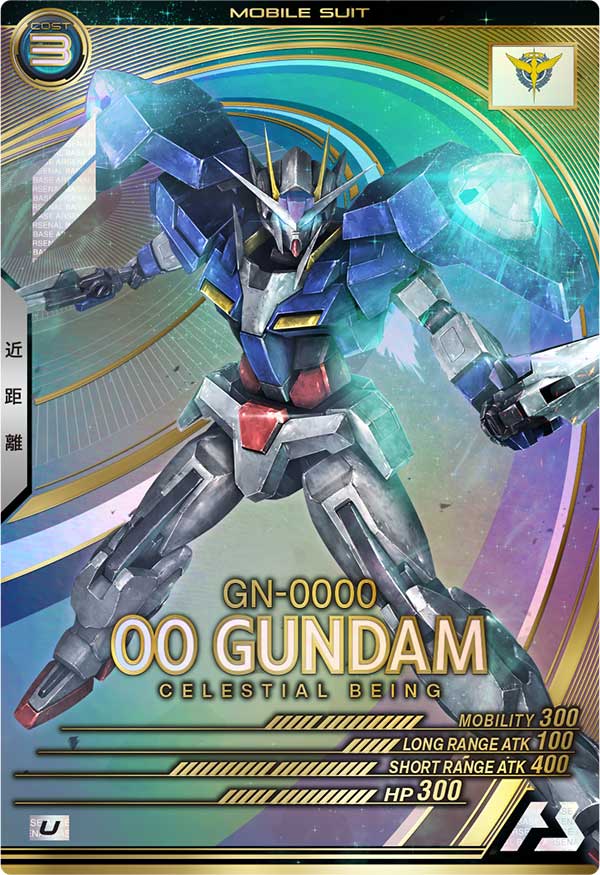 MOBILE SUIT
COST
3
近距離
GN-0000
OO GUNDAM
CELESTIAL BEING
MOBILITY 300
LONG RANGE ATK 100
SHORT RANGE ATK 400
HP 300
U